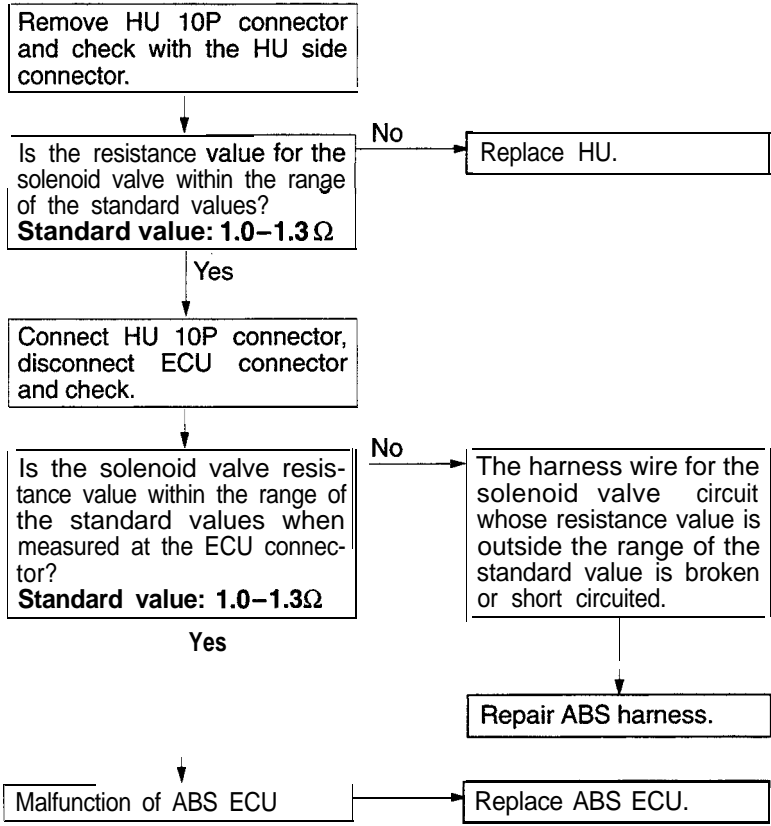 Remove HU 10P connector
and check with the HU side
connector.
No
Is the resistance value for the
solenoid valve within the range
of the standard values?
Standard value: 1.0–1.3 Ω
Replace HU.
Yes
Connect HU 10P connector,
disconnect ECU connector
and check.
No
Is the solenoid valve resis-
tance value within the range of
the standard values when
measured at the ECU connec-
tor?
Standard value: 1.0–1.3Ω
The harness wire for the
solenoid valve circuit
whose resistance value is
outside the range of the
standard value is broken
or short circuited.
Yes
Repair ABS harness.
Malfunction of ABS ECU
Replace ABS ECU.